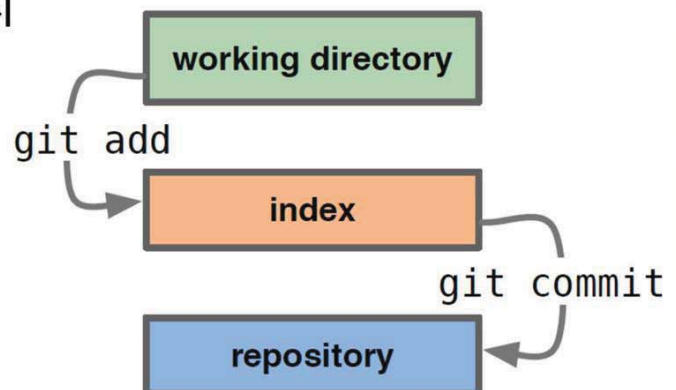 working directory
git add
index
git commit
repository